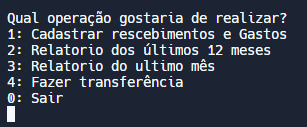 Qual operação gostaria de realizar?
1: Cadastrar rescebimentos e Gastos
2: Relatorio dos últimos 12 meses
3: Relatorio do ultimo mês
4: Fazer transferência
0: Sair